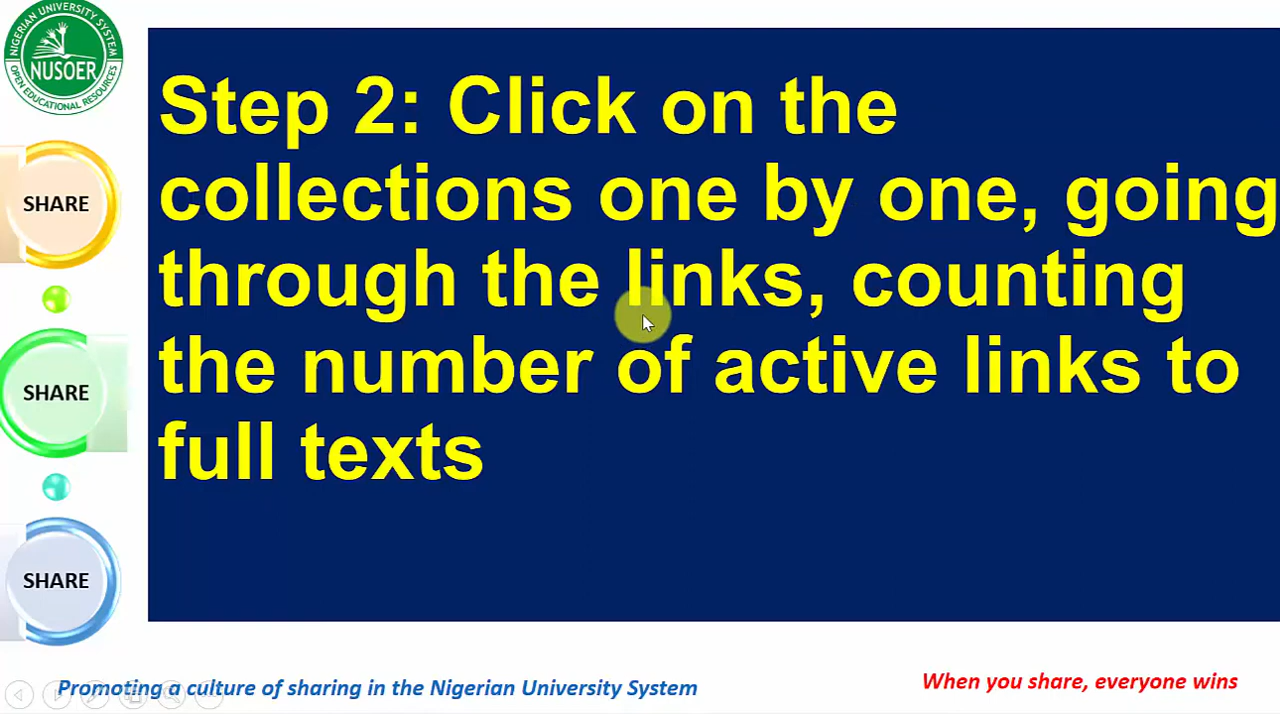 NIGERIAN UNIVERSITY SYSTEM
NUSOER
OPEN EDUCATIONAL RESOURCES
SHARE
SHARE
SHARE
Step 2: Click on the
collections one by one, going
through the links, counting
the number of active links to
full texts
Promoting a culture of sharing in the Nigerian University System
When you share, everyone wins